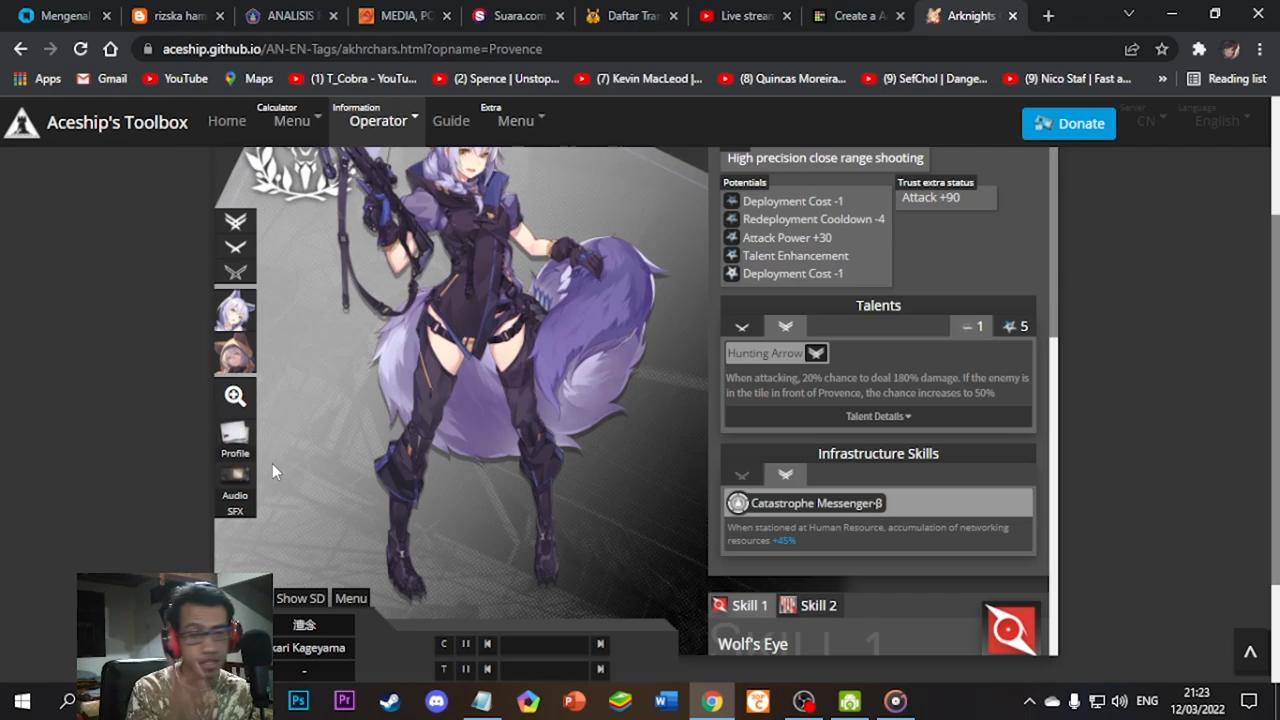 Mengenal
rizska ham
ANALISIS F
MEDIA, PC
Suara.com
Daftar Tra
Live stream
Create a A
Arknights
aceship.github.io/AN-EN-Tags/akhrchars.html?opname=Provence
Apps
Gmail
YouTube
Maps
(1) T_Cobra - YouTu...
(2) Spence | Unstop...
(7) Kevin MacLeod |...
(8) Quincas Moreira...
(9) SefChol | Dange...
(9) Nico Staf | Fast a...
»
Reading list
Aceship's Toolbox
Home
Calculator
Menu
Information
Operator
Guide
Extra
Menu
Donate
Server
CN
Language
English
High precision close range shooting
Potentials
Deployment Cost -1
Redeployment Cooldown -4
Attack Power +30
Talent Enhancement
Deployment Cost -1
Trust extra status
Attack +90
Talents
1
5
Hunting Arrow
When attacking, 20% chance to deal 180% damage. If the enemy is
in the tile in front of Provence, the chance increases to 50%
Talent Details
Infrastructure Skills
Catastrophe Messenger·β
When stationed at Human Resource, accumulation of networking
resources +45%
Profile
Audio
SFX
Show SD
Menu
澄念
kari Kageyama
-
C
T
Skill 1
Skill 2
Skill 1
Wolf's Eye
ENG
21:23
12/03/2022